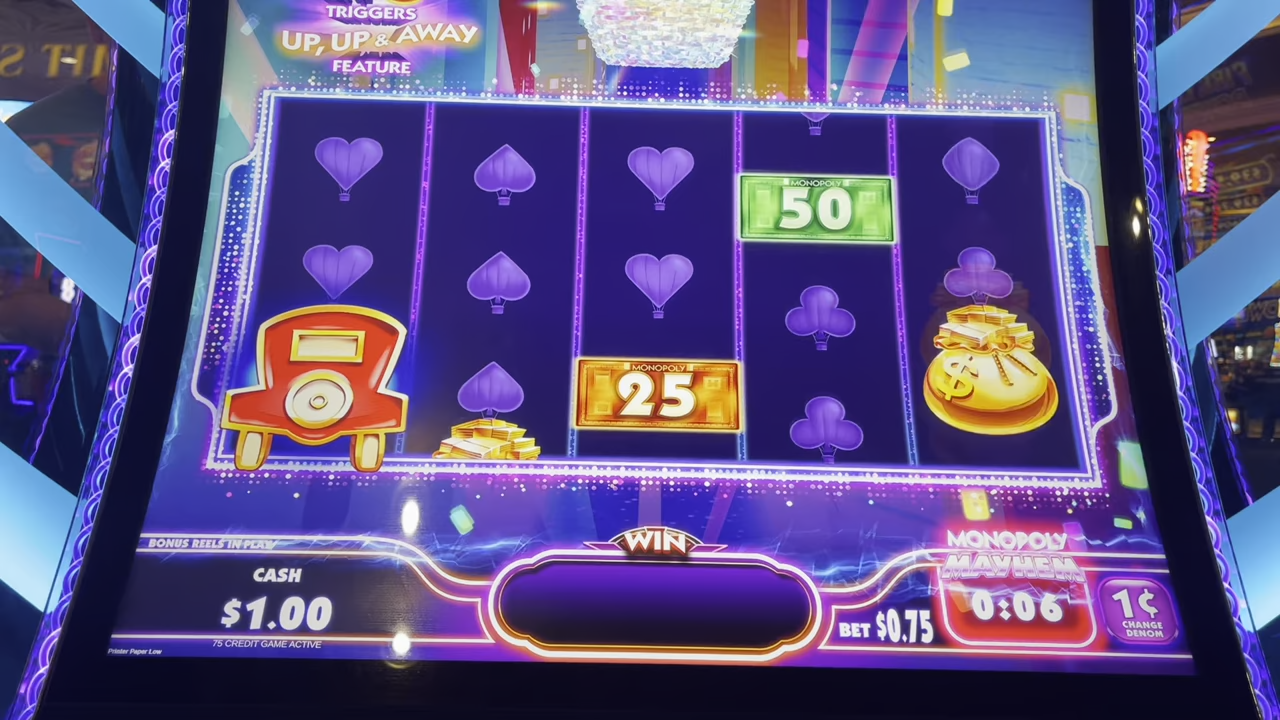 TRIGGERS
UP, UP & AWAY
FEATURE
MONOPOLY
50
MONOPOLY
25
$
BONUS REELS IN PLAY
CASH
$1.00
75 CREDIT GAME ACTIVE
Printer Paper Low
WIN
BET $0.75
MONOPOLY
MAYHEM
0:06
1¢
CHANGE
DENOM